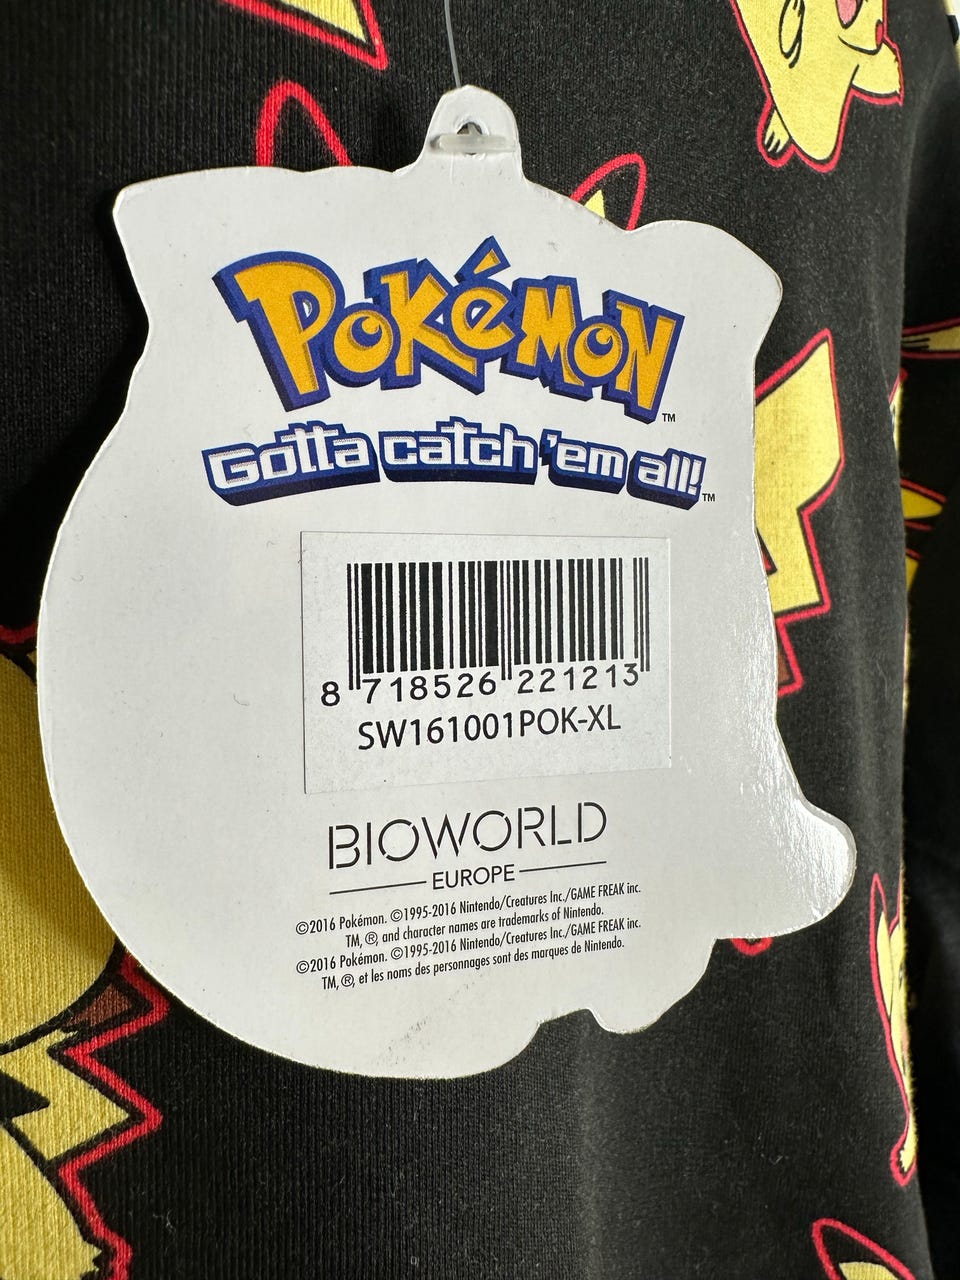 POKéMON
™
Gotta catch 'em all!
™
8 718526 221213
SW161001POK-XL
BIOWORLD
EUROPE
©2016 Pokémon. ©1995-2016 Nintendo/Creatures Inc./GAME FREAK inc.
TM, ®, and character names are trademarks of Nintendo.
©2016 Pokémon. ©1995-2016 Nintendo/Creatures Inc./GAME FREAK inc.
TM, ®, et les noms des personnages sont des marques de Nintendo.